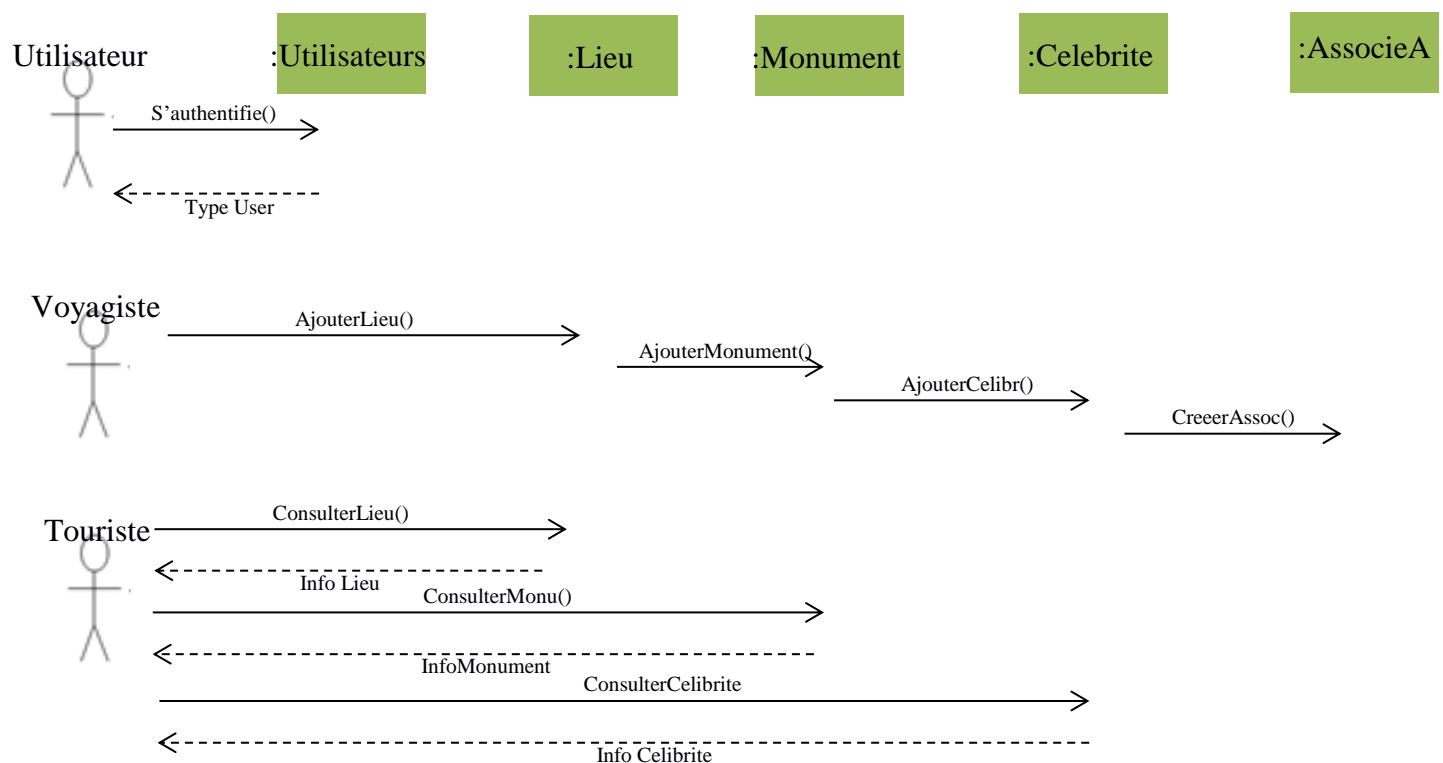 Utilisateur
:Utilisateurs
:Lieu
:Monument
:Celebrite
:AssocieA
S’authentifie()
Type User
Voyagiste
AjouterLieu()
AjouterMonument()
AjouterCelibr()
CreeerAssoc()
Touriste
ConsulterLieu()
Info Lieu
ConsulterMonu()
InfoMonument
ConsulterCelibrite
Info Celibrite